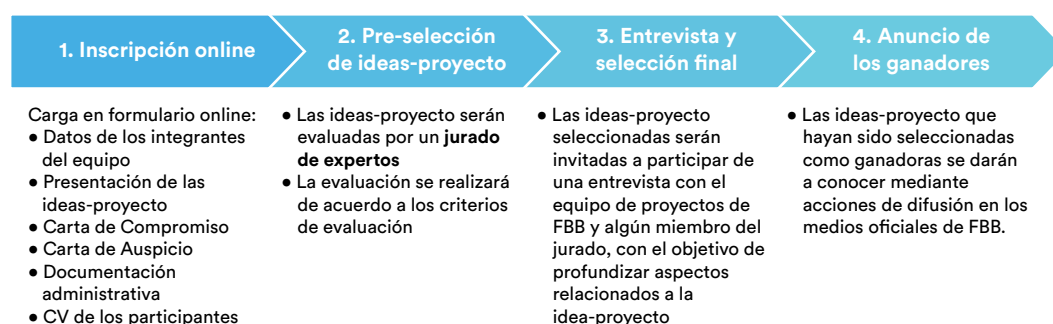 1. Inscripción online
2. Pre-selección
de ideas-proyecto
3. Entrevista y
selección final
4. Anuncio de
los ganadores
Carga en formulario online:
● Datos de los integrantes
del equipo
● Presentación de las
ideas-proyecto
● Carta de Compromiso
● Carta de Auspicio
● Documentación
administrativa
● CV de los participantes
● Las ideas-proyecto serán
evaluadas por un jurado
de expertos
● La evaluación se realizará
de acuerdo a los criterios
de evaluación
● Las ideas-proyecto
seleccionadas serán
invitadas a participar de
una entrevista con el
equipo de proyectos de
FBB y algún miembro del
jurado, con el objetivo de
profundizar aspectos
relacionados a la
idea-proyecto
● Las ideas-proyecto que
hayan sido seleccionadas
como ganadoras se darán
a conocer mediante
acciones de difusión en los
medios oficiales de FBB.